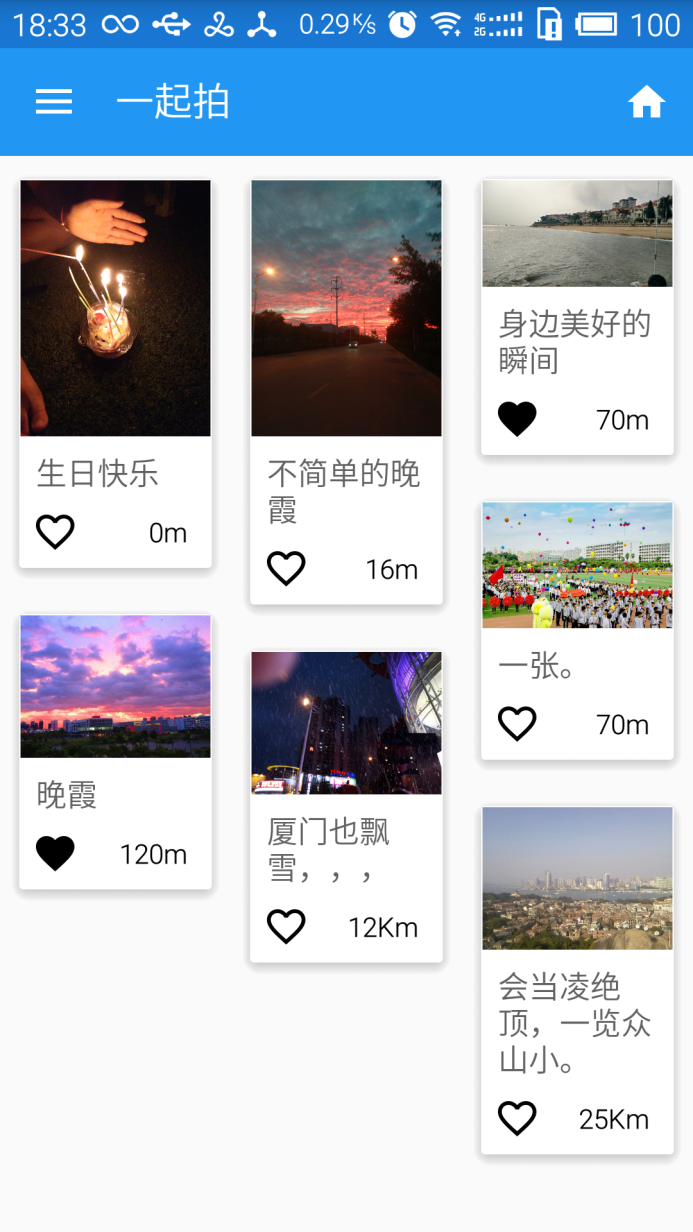 18:33 0.29K/s 4G 2G 100
一起拍
生日快乐
0m
晚霞
120m
不简单的晚
霞
16m
厦门也飘
雪，，，
12Km
身边美好的
瞬间
70m
一张。
70m
会当凌绝
顶，一览众
山小。
25Km